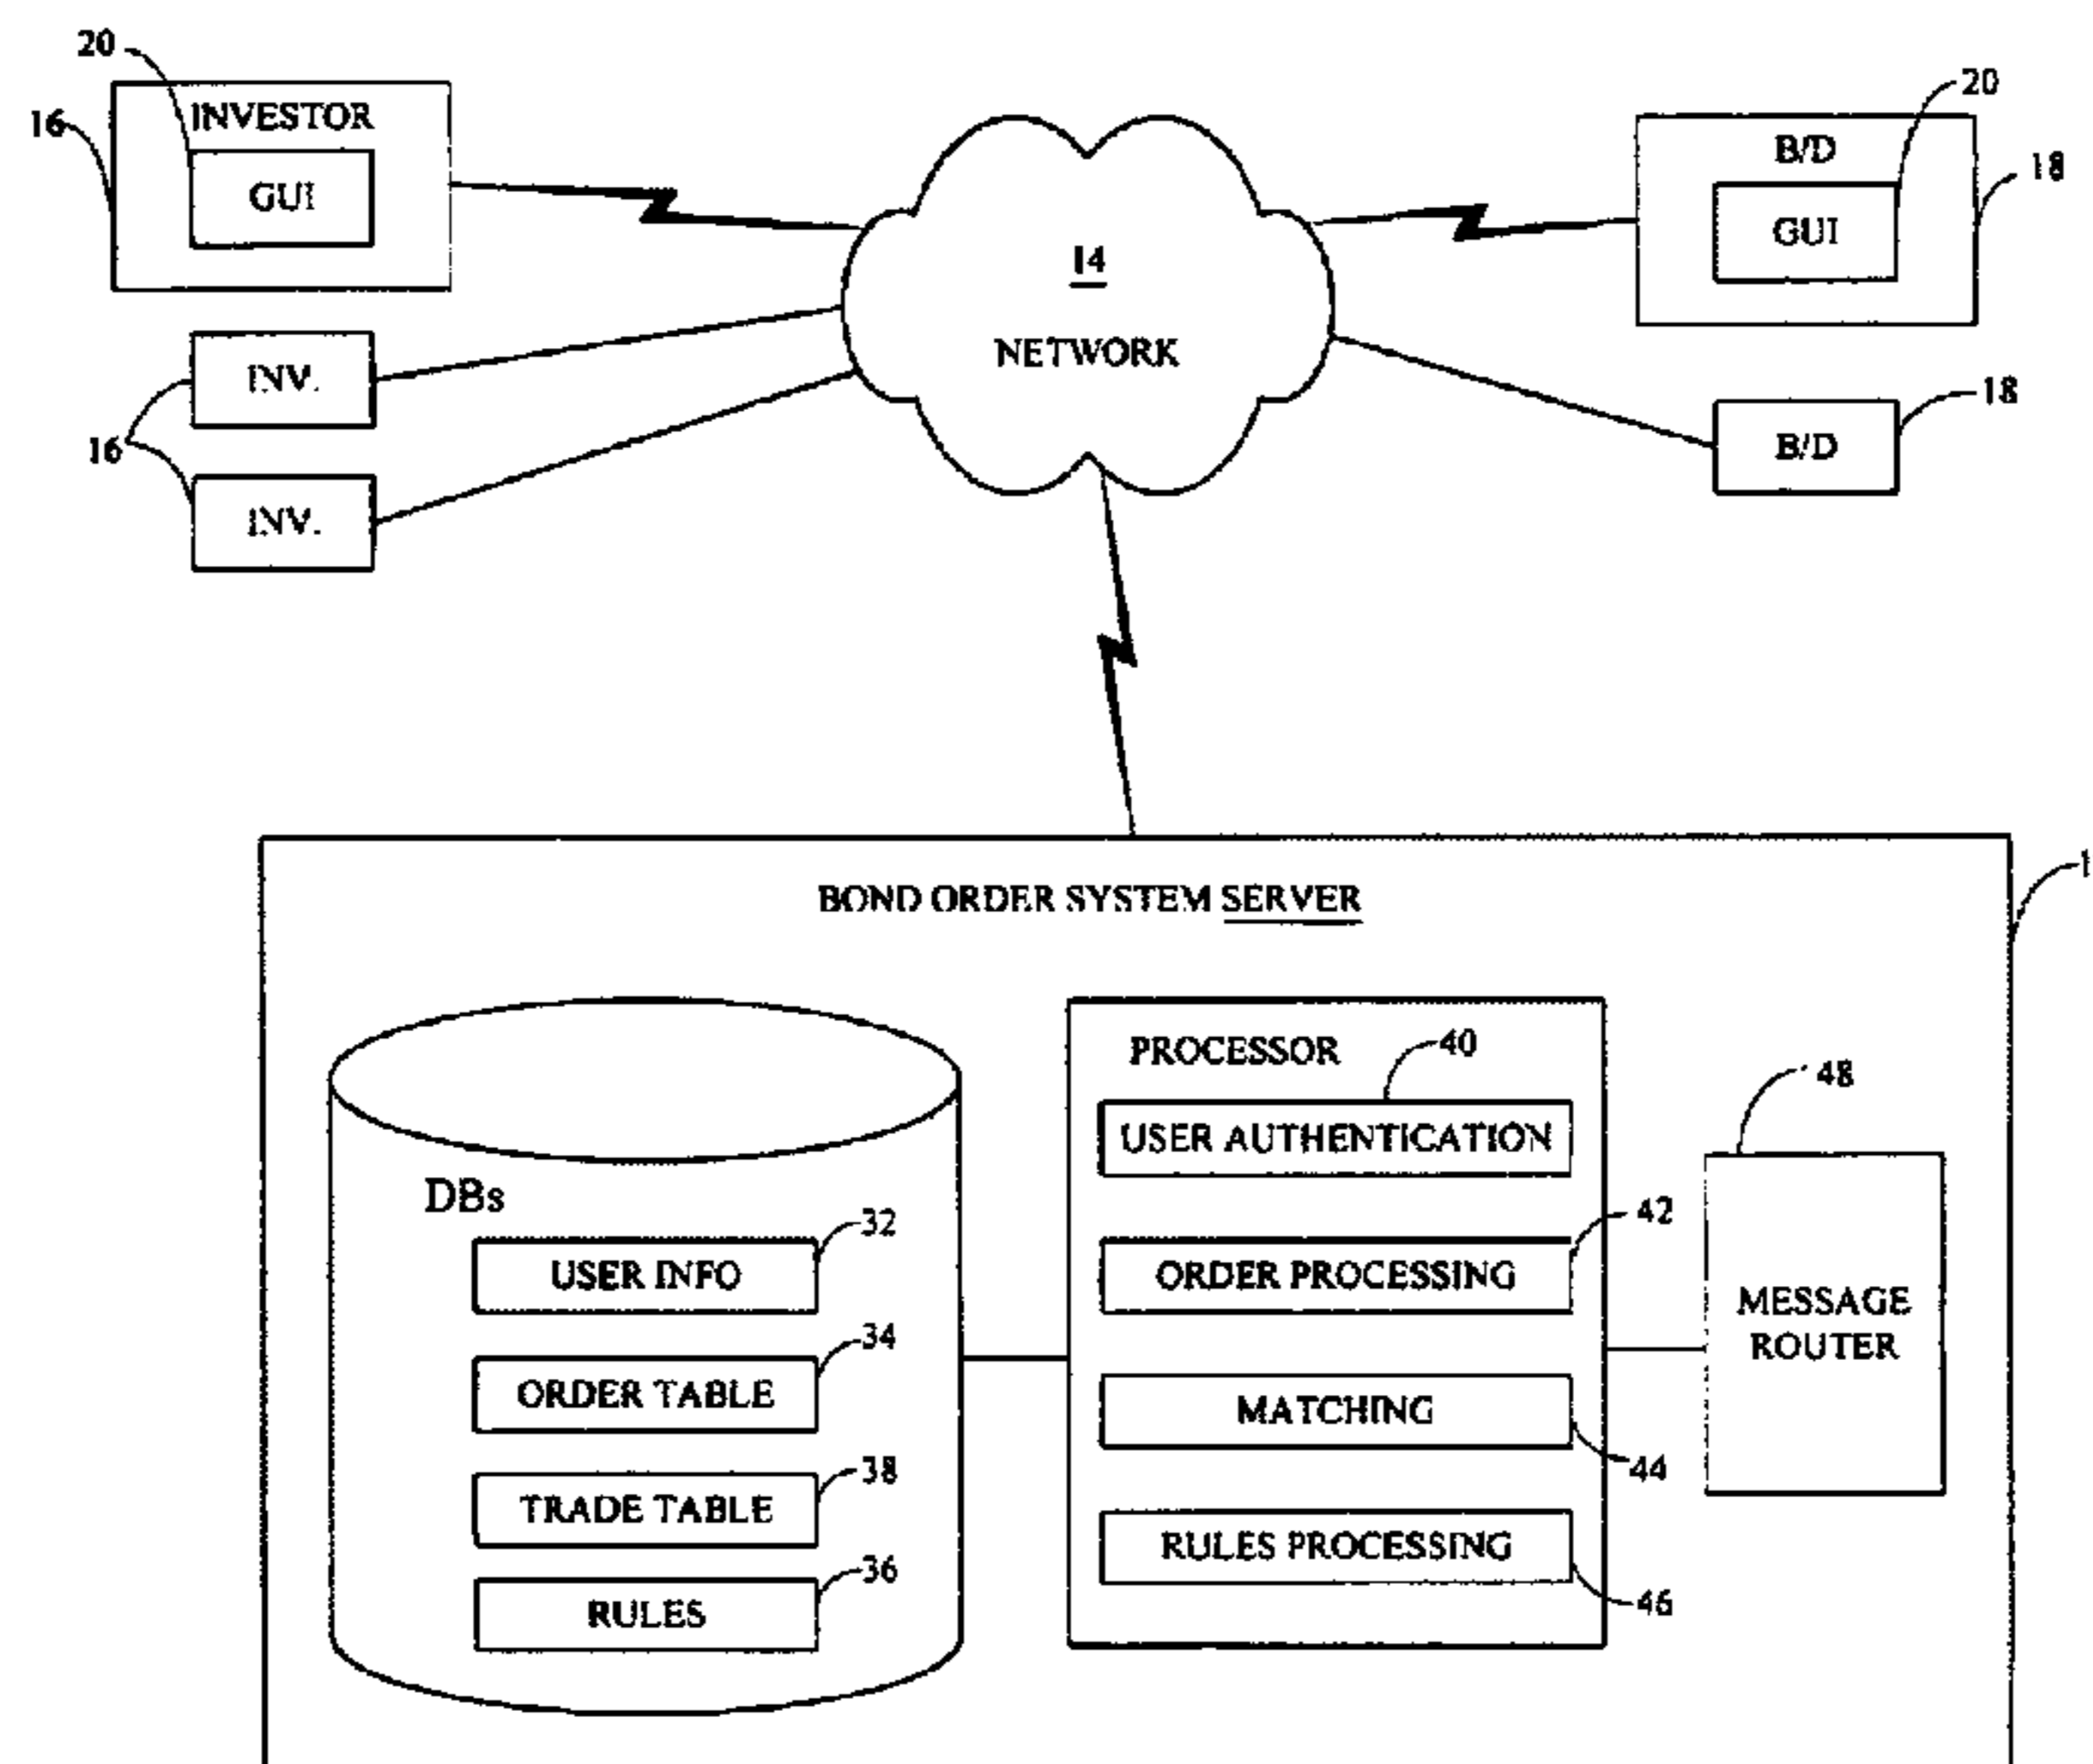 20
INVESTOR
16
GUI
INV.
16
INV.
14
NETWORK
20
B/D
18
GUI
18
B/D
1
BOND ORDER SYSTEM SERVER
DBs
USER INFO
32
ORDER TABLE
34
TRADE TABLE
38
RULES
36
PROCESSOR
40
USER AUTHENTICATION
42
ORDER PROCESSING
MATCHING
44
RULES PROCESSING
46
48
MESSAGE
ROUTER